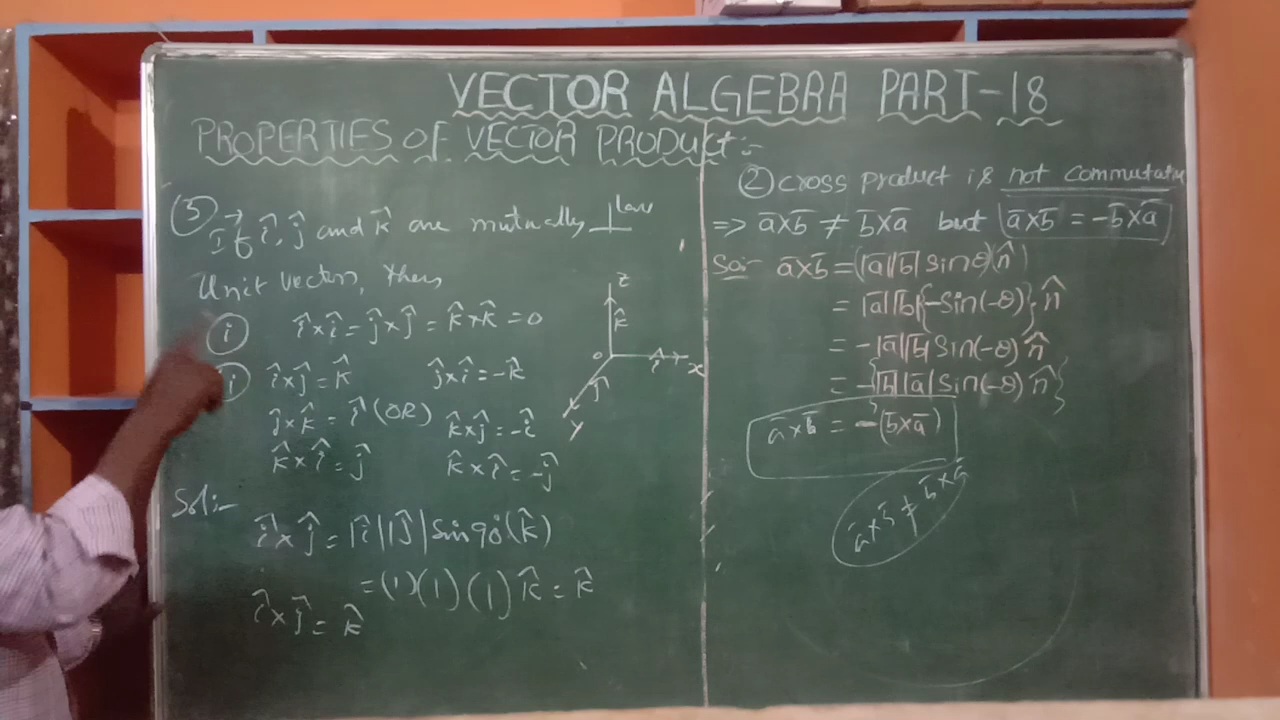 VECTOR ALGEBRA PART-18
PROPERTIES OF VECTOR PRODUCT:-
(5) → If î, ĵ and k̂ are mutually ⊥lar
Unit vectors, then
(i) î×î = ĵ×ĵ = k̂×k̂ = 0
(ii) î×ĵ = k̂ ĵ×î = -k̂
ĵ×k̂ = î (OR) k̂×ĵ = -î
k̂×î = ĵ k̂×î = -ĵ
Z
k̂
O î X
ĵ
Y
Sol:-
î×ĵ = |î||ĵ| sin90°(k̂)
= (1)(1)(1) k̂ = k̂
î×ĵ = k̂
(2) Cross Product is not commutative
⇒ a̅×b̅ ≠ b̅×a̅ but a̅×b̅ = -b̅×a̅
Sol:- a̅×b̅ = (|a̅||b̅| sinθ)(n̂)
= |a̅||b̅|{-sin(-θ)}·n̂
= -|a̅||b̅| sin(-θ) n̂
= -{|b̅||a̅| sin(-θ) n̂}
a̅×b̅ = -(b̅×a̅)
a̅×b̅ ≠ b̅×a̅